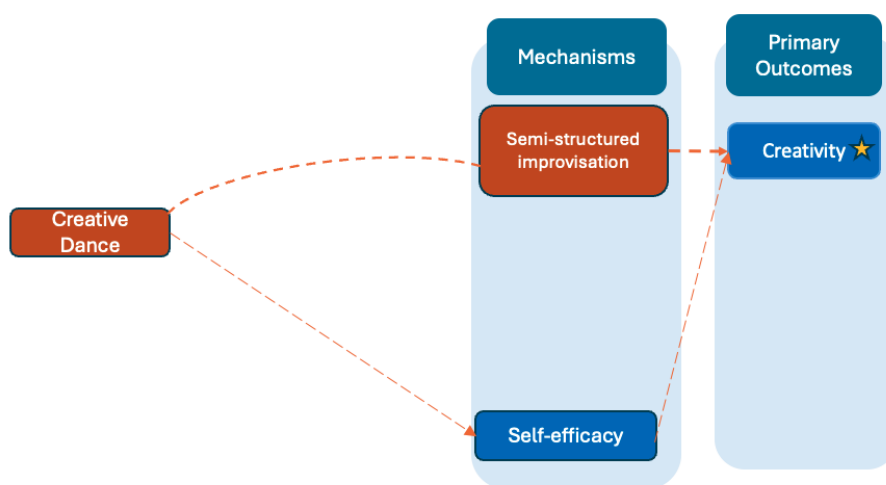 Mechanisms
Primary
Outcomes
Semi-structured
improvisation
Creativity
Creative
Dance
Self-efficacy